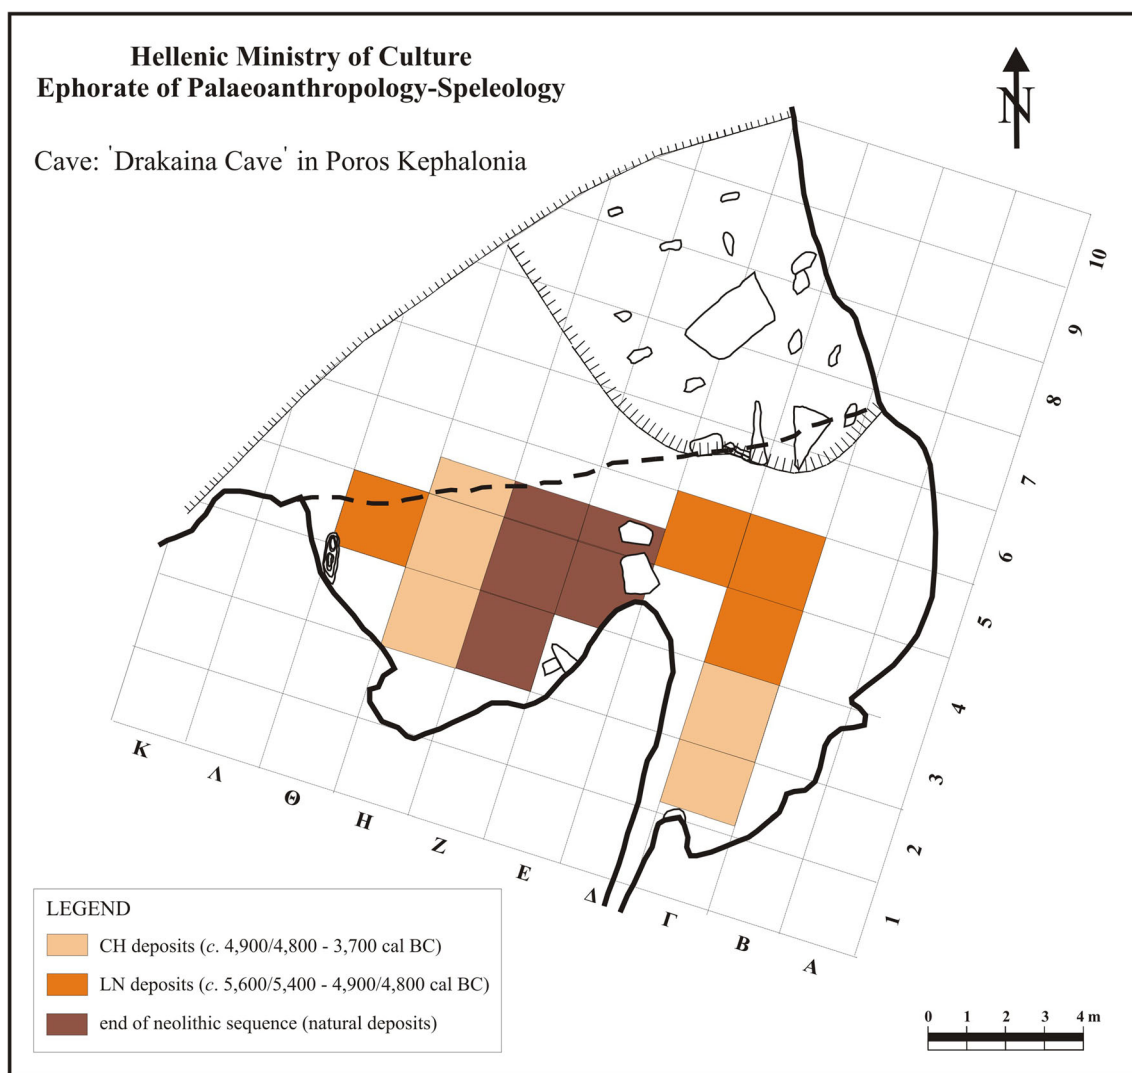 Hellenic Ministry of Culture
Ephorate of Palaeoanthropology-Speleology
N
Cave: 'Drakaina Cave' in Poros Kephalonia
10
9
8
7
6
5
4
3
2
1
Κ
Λ
Θ
Η
Ζ
Ε
Δ
Γ
Β
Α
LEGEND
CH deposits (c. 4,900/4,800 - 3,700 cal BC)
LN deposits (c. 5,600/5,400 - 4,900/4,800 cal BC)
end of neolithic sequence (natural deposits)
0 1 2 3 4 m